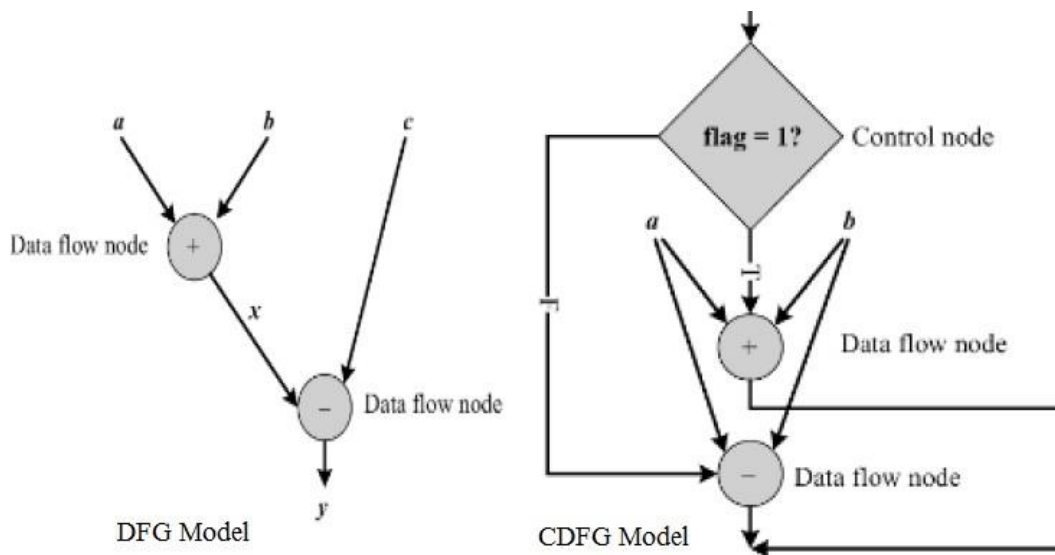 a
b
c
Data flow node
+
x
–
Data flow node
y
DFG Model
flag = 1?
Control node
a
b
T
F
+
Data flow node
–
Data flow node
CDFG Model